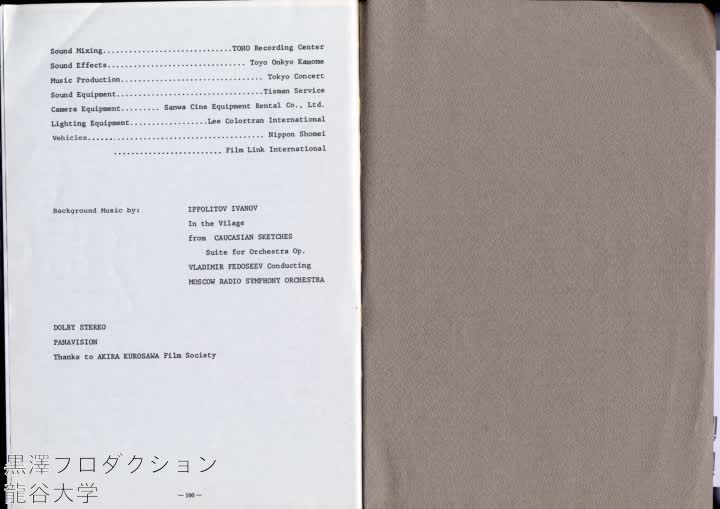 Sound Mixing..............................TOHO Recording Center
Sound Effects................................ Toyo Onkyo Kamome
Music Production................................. Tokyo Concert
Sound Equipment..................................Tisman Service
Camera Equipment......... Sanwa Cine Equipment Rental Co., Ltd.
Lighting Equipment..................Lee Colortran International
Vehicles......................................... Nippon Shomei
......................... Film Link International
Background Music by: IPPOLITOV IVANOV
In the Vilage
from CAUCASIAN SKETCHES
Suite for Orchestra Op.
VLADIMIR FEDOSEEV Conducting
MOSCOW RADIO SYMPHONY ORCHESTRA
DOLBY STEREO
PANAVISION
Thanks to AKIRA KUROSAWA Film Society
黒澤フロダクション
龍谷大学
—100—